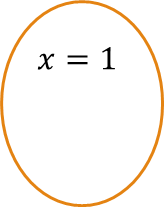 x = 1